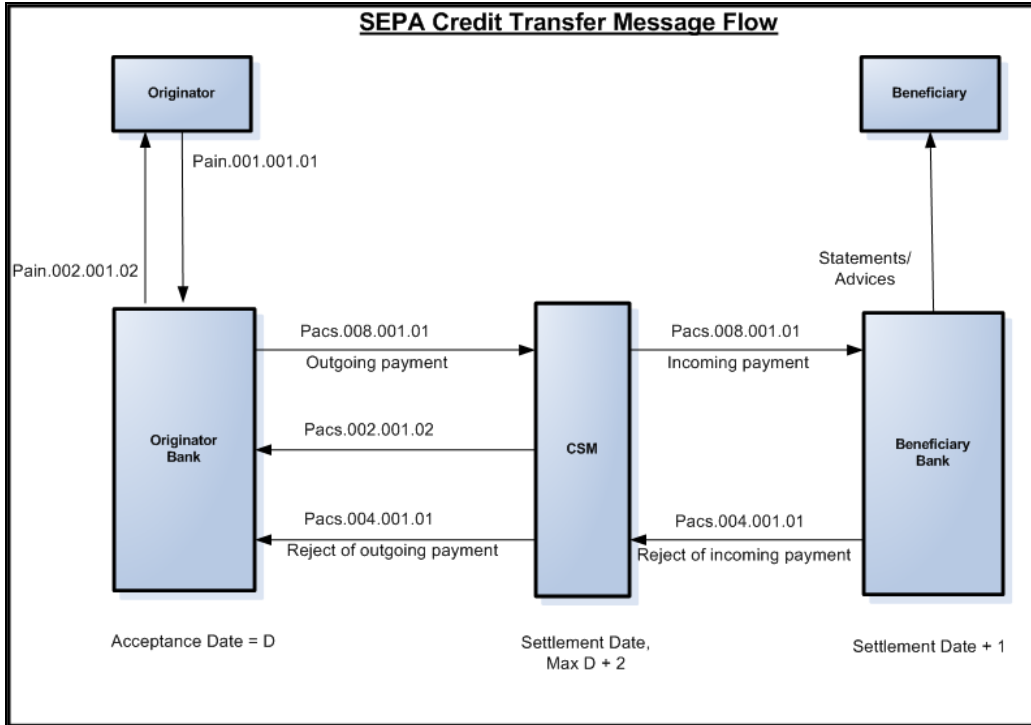 SEPA Credit Transfer Message Flow
Originator
Beneficiary
Pain.001.001.01
Pain.002.001.02
Statements/
Advices
Pacs.008.001.01
Outgoing payment
Pacs.008.001.01
Incoming payment
Originator
Bank
Pacs.002.001.02
CSM
Beneficiary
Bank
Pacs.004.001.01
Reject of outgoing payment
Pacs.004.001.01
Reject of incoming payment
Acceptance Date = D
Settlement Date,
Max D + 2
Settlement Date + 1